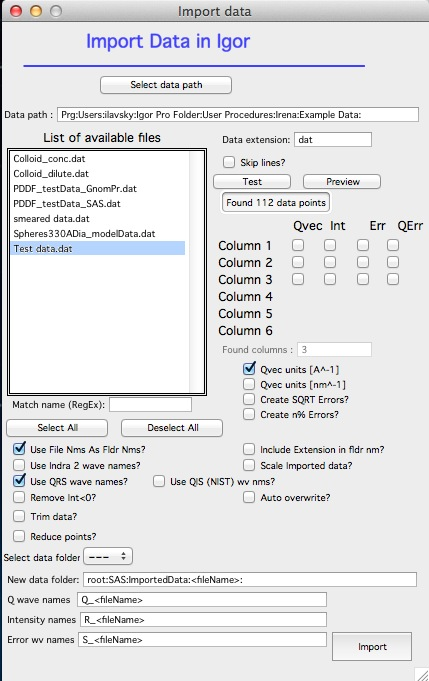 Import data
Import Data in Igor
Select data path
Data path : Prg:Users:ilavsky:Igor Pro Folder:User Procedures:Irena:Example Data:
List of available files
Data extension: dat
Colloid_conc.dat
Colloid_dilute.dat
PDDF_testData_GnomPr.dat
PDDF_testData_SAS.dat
smeared data.dat
Spheres330ADia_modelData.dat
Test data.dat
Skip lines?
Test Preview
Found 112 data points
Qvec Int Err QErr
Column 1
Column 2
Column 3
Column 4
Column 5
Column 6
Found columns : 3
Qvec units [A^-1]
Qvec units [nm^-1]
Create SQRT Errors?
Create n% Errors?
Match name (RegEx):
Select All Deselect All
Use File Nms As Fldr Nms? Include Extension in fldr nm?
Use Indra 2 wave names? Scale Imported data?
Use QRS wave names? Use QIS (NIST) wv nms?
Remove Int<0? Auto overwrite?
Trim data?
Reduce points?
Select data folder ---
New data folder: root:SAS:ImportedData:<fileName>:
Q wave names Q_<fileName>
Intensity names R_<fileName>
Error wv names S_<fileName>
Import